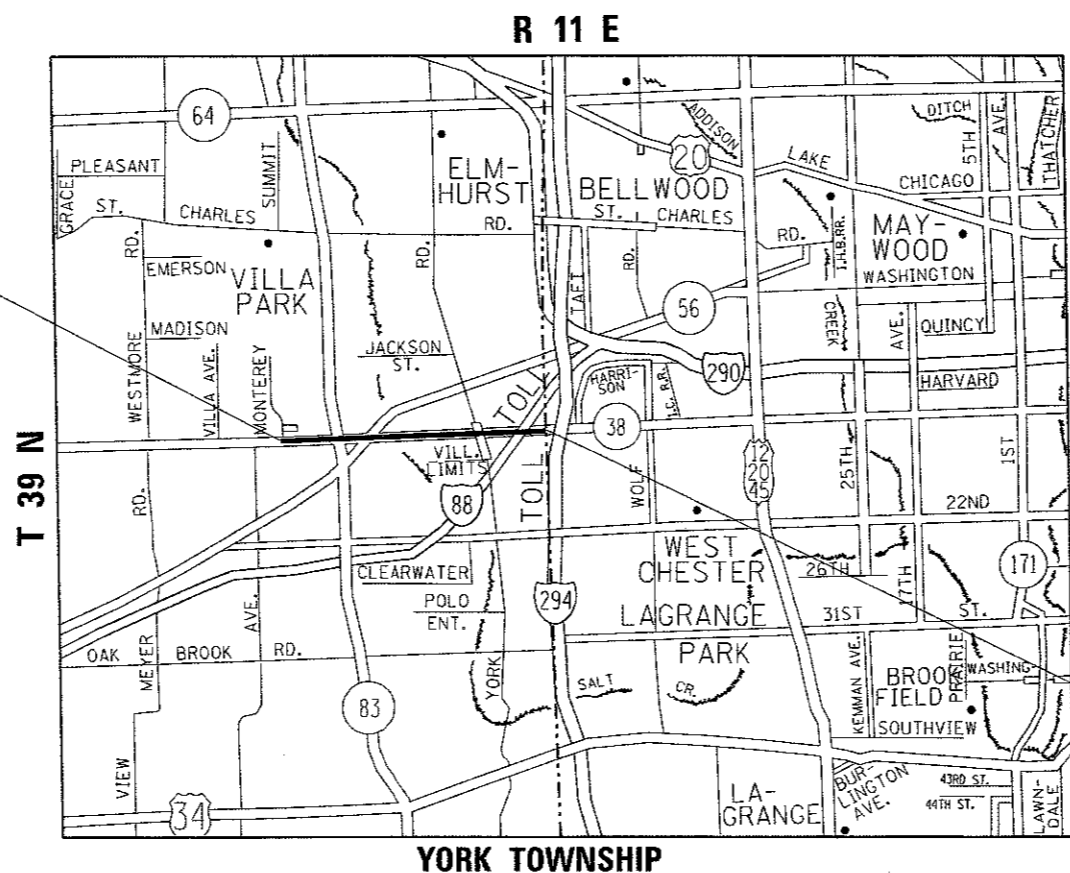 R 11 E
64
PLEASANT
GRACE
ST.
CHARLES
SUMMIT
RD.
EMERSON
VILLA
PARK
MADISON
WESTMORE
VILLA AVE.
MONTEREY
ELM-
HURST
RD.
RD.
JACKSON
ST.
20
ADDISON
BELLWOOD
ST. CHARLES
RD.
LAKE
DITCH
5TH AVE.
THATCHER
CHICAGO
MAY-
WOOD
I.H.B.RR.
WASHINGTON
TAFT
RD.
56
CREEK
AVE.
QUINCY
290
HARVARD
HARRI-
SON
I.C. R.R.
TOLL
38
VILL.
LIMITS
88
TOLL
WOLF
12
20
45
25TH
1ST
22ND
T 39 N
RD.
CLEARWATER
POLO
ENT.
294
WEST
CHESTER
26TH
17TH
171
LAGRANGE
PARK
31ST
ST.
OAK BROOK RD.
MEYER
AVE.
YORK
SALT
CR.
KEMMAN AVE.
BROOK
FIELD
PRAIRIE
WASHING-
SOUTHVIEW
83
VIEW
34
LA-
GRANGE
BUR-
LINGTON
AVE.
43RD ST.
44TH ST.
LAWN-
DALE
YORK TOWNSHIP